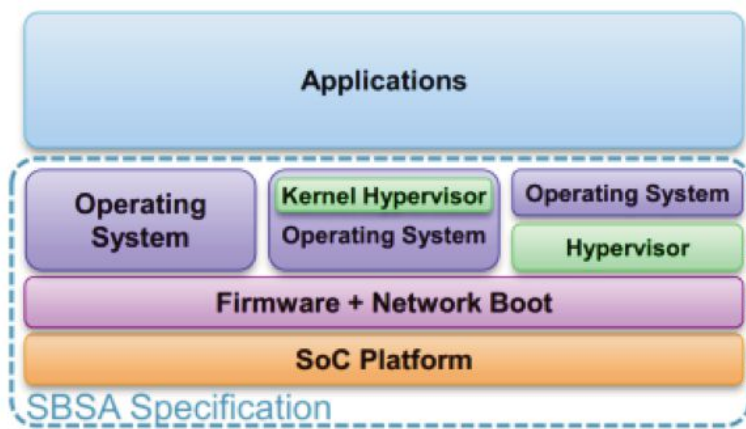 Applications
Operating
System
Kernel Hypervisor
Operating System
Operating System
Hypervisor
Firmware + Network Boot
SoC Platform
SBSA Specification